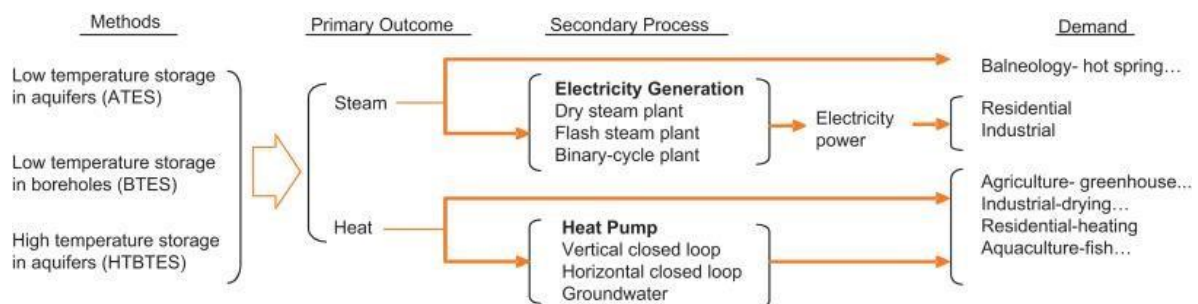 Methods
Primary Outcome
Secondary Process
Demand
Low temperature storage
in aquifers (ATES)
Low temperature storage
in boreholes (BTES)
High temperature storage
in aquifers (HTBTES)
Steam
Heat
Electricity Generation
Dry steam plant
Flash steam plant
Binary-cycle plant
Heat Pump
Vertical closed loop
Horizontal closed loop
Groundwater
Electricity
power
Balneology- hot spring…
Residential
Industrial
Agriculture- greenhouse...
Industrial-drying…
Residential-heating
Aquaculture-fish…